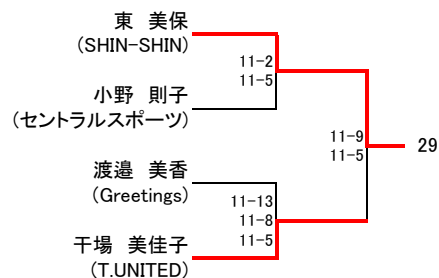 東　美保
(SHIN-SHIN)
11-2
11-5
小野　則子
(セントラルスポーツ)
11-9
11-5
29
渡邉　美香
(Greetings)
11-13
11-8
11-5
干場　美佳子
(T.UNITED)